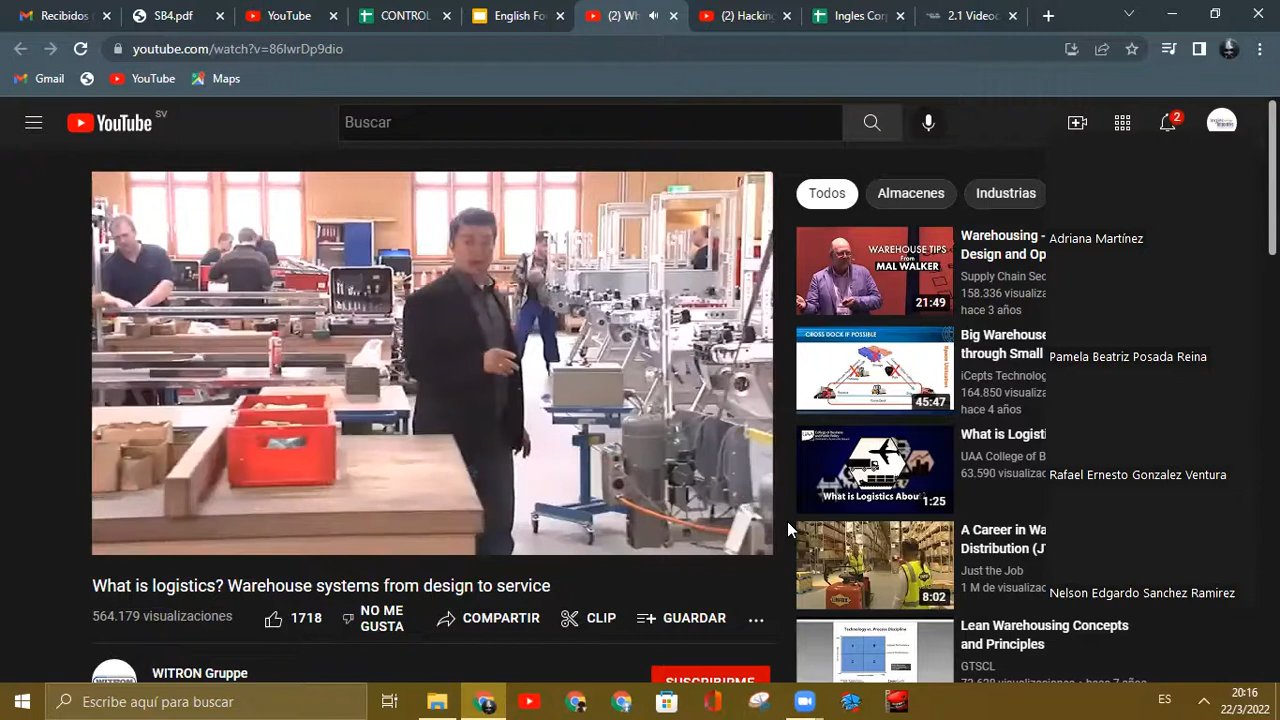 Recibidos
SB4.pdf
YouTube
CONTROL
English Fo
(2) Wh
(2) Hacking
Ingles Cor
2.1 Videoc
youtube.com/watch?v=86IwrDp9dio
Gmail
YouTube
Maps
YouTube SV
Buscar
2
Todos
Almacenes
Industrias
WAREHOUSE TIPS
From
MAL WALKER
21:49
Warehousing -
Design and Op
Supply Chain Sec
158.336 visualiza
hace 3 años
Adriana Martínez
CROSS DOCK IF POSSIBLE
45:47
Big Warehouse
through Small
iCepts Technolog
164.850 visualiza
hace 4 años
Pamela Beatriz Posada Reina
What is Logistics About
1:25
What is Logisti
UAA College of B
63.590 visualizac
Rafael Ernesto Gonzalez Ventura
8:02
A Career in Wa
Distribution (J
Just the Job
1 M de visualizac
Nelson Edgardo Sanchez Ramirez
Lean Warehousing Concepts
and Principles
GTSCL
What is logistics? Warehouse systems from design to service
564.179 visualizaciones
1718
NO ME
GUSTA
COMPARTIR
CLIP
GUARDAR
WITRON Gruppe
SUSCRIBIRME
Escribe aquí para buscar
ES
20:16
22/3/2022